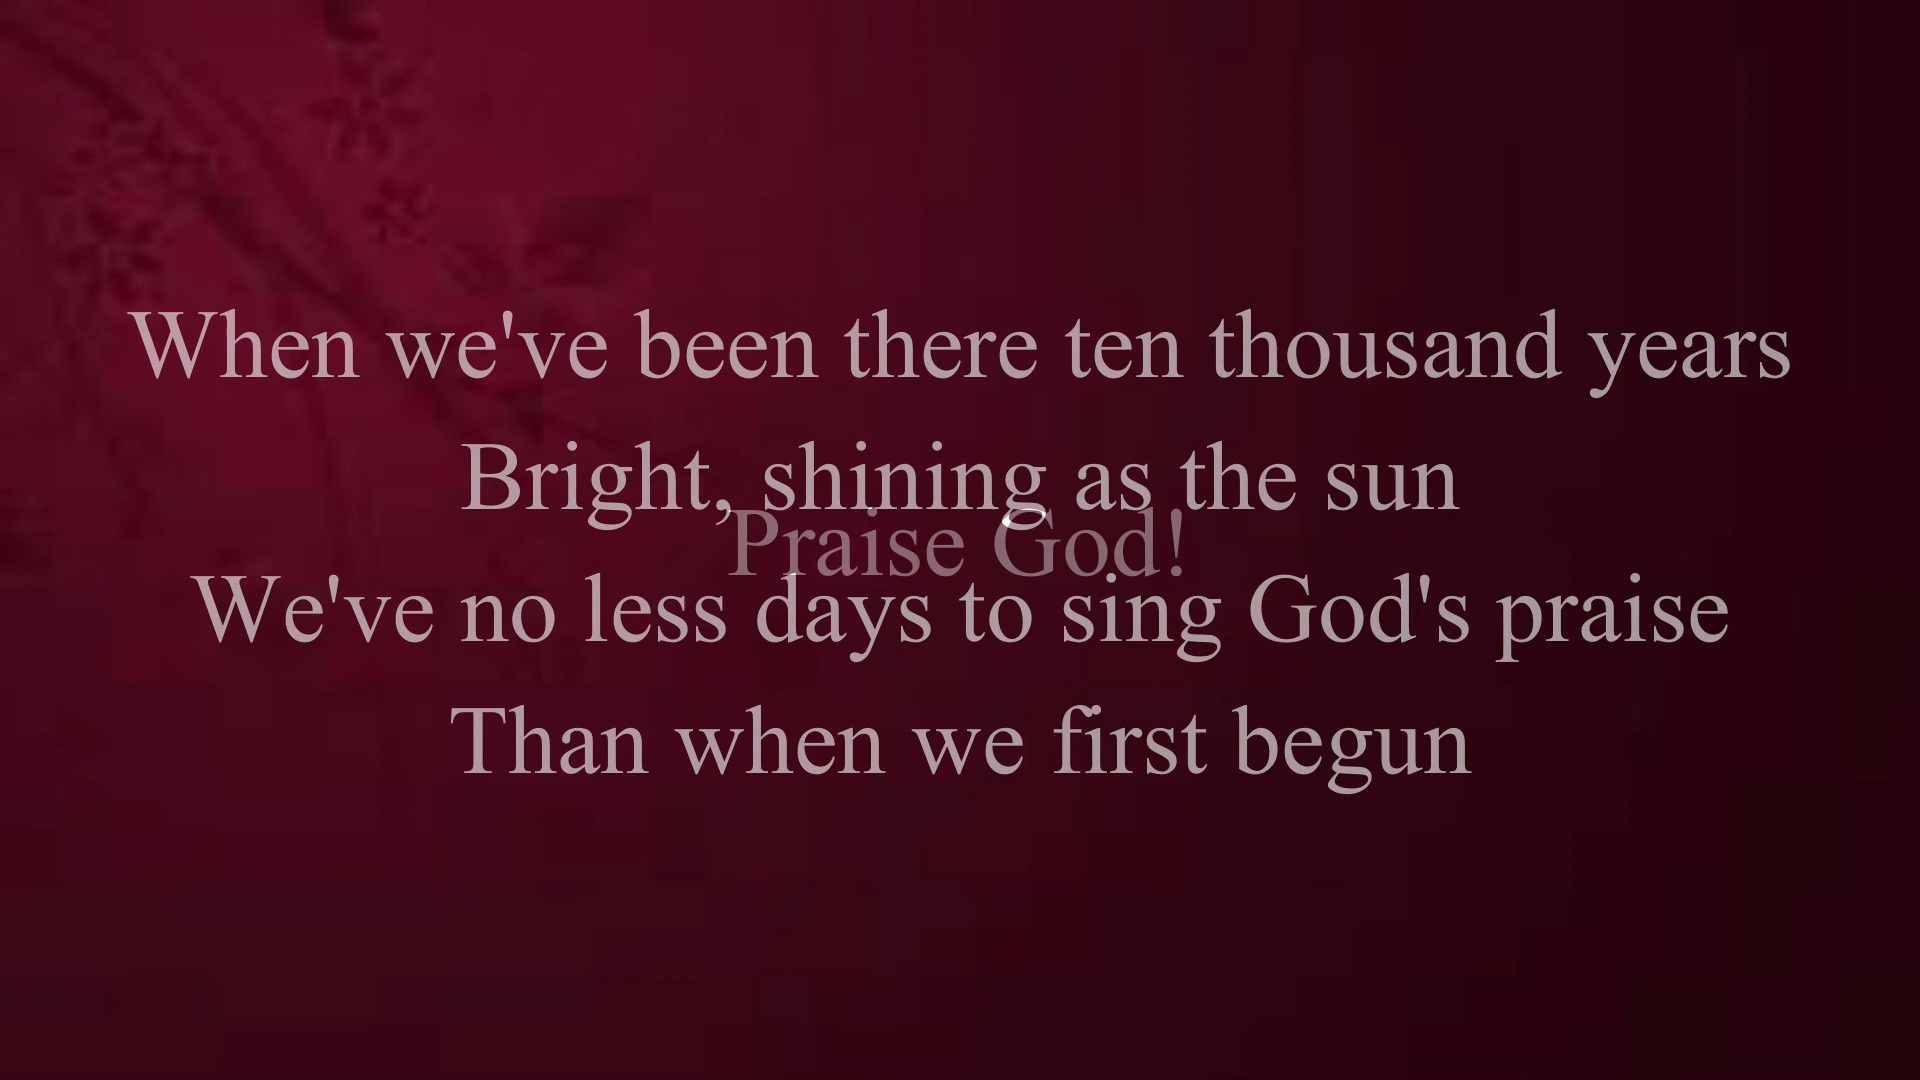 When we've been there ten thousand years
Bright, shining as the sun
Praise God!
We've no less days to sing God's praise
Than when we first begun